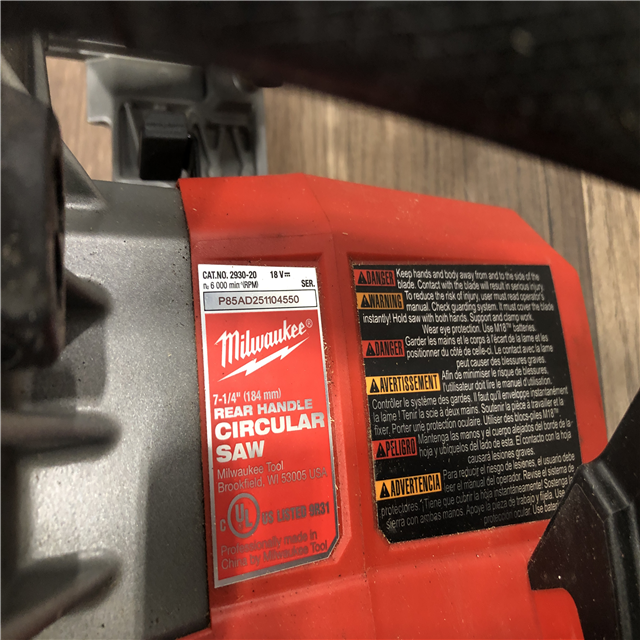 CAT.NO. 2930-20 18 V⎓
n₀ 6 000 min⁻¹(RPM) SER.
P85AD251104550
Milwaukee®
7-1/4" (184 mm)
REAR HANDLE
CIRCULAR
SAW
Milwaukee Tool
Brookfield, WI 53005 USA
C UL US LISTED 9B31
Professionally made in
China by Milwaukee Tool
DANGER Keep hands and body away from and to the side of the
blade. Contact with the blade will result in serious injury.
WARNING To reduce the risk of injury, user must read operator's
manual. Check guarding system. It must cover the blade
instantly! Hold saw with both hands. Support and clamp work.
Wear eye protection. Use M18™ batteries.
DANGER Garder les mains et le corps à l'écart de la lame et les
positionner du côté de celle-ci. Le contact avec la lame
peut causer des blessures graves.
AVERTISSEMENT Afin de minimiser le risque de blessures,
l'utilisateur doit lire le manuel d'utilisation.
Contrôler le système des gardes. Il faut qu'il enveloppe instantanément
la lame ! Tenir la scie à deux mains. Soutenir la pièce à installer et la
fixer. Porter une protection oculaire. Utiliser des blocs-piles M18™
PELIGRO Mantenga las manos y el cuerpo alejados del borde de la
hoja y ubíquelos del lado de esta. El contacto con la hoja
causará lesiones graves.
ADVERTENCIA Para reducir el riesgo de lesiones, el usuario debe
leer el manual del operador. Revise el sistema de
protectores. ¡Tiene que cubrir la hoja instantáneamente! Sostenga
sierra con ambas manos. Apoye y sujete la pieza de trabajo. Use
protección ocular. Use